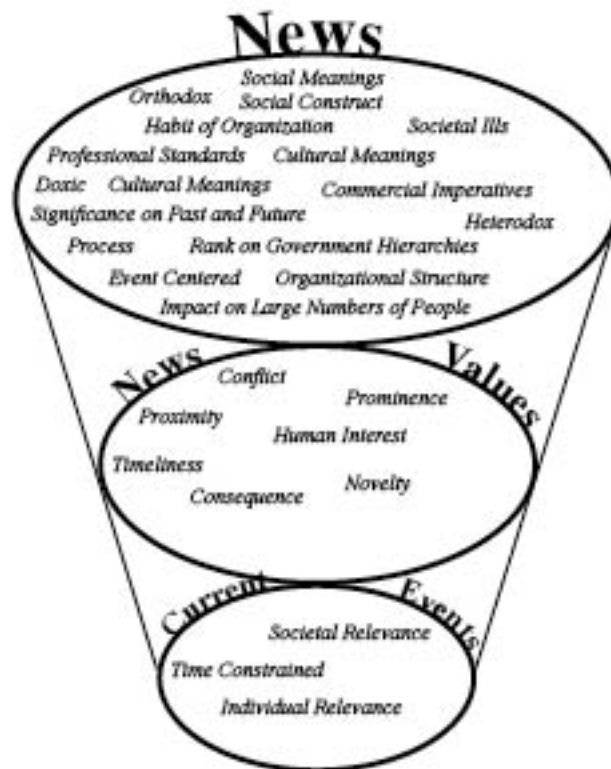 News
Social Meanings
Orthodox
Social Construct
Habit of Organization Societal Ills
Professional Standards Cultural Meanings
Doxic Cultural Meanings Commercial Imperatives
Significance on Past and Future Heterodox
Process Rank on Government Hierarchies
Event Centered Organizational Structure
Impact on Large Numbers of People
News Values
Conflict
Prominence
Proximity
Human Interest
Timeliness
Novelty
Consequence
Current Events
Societal Relevance
Time Constrained
Individual Relevance